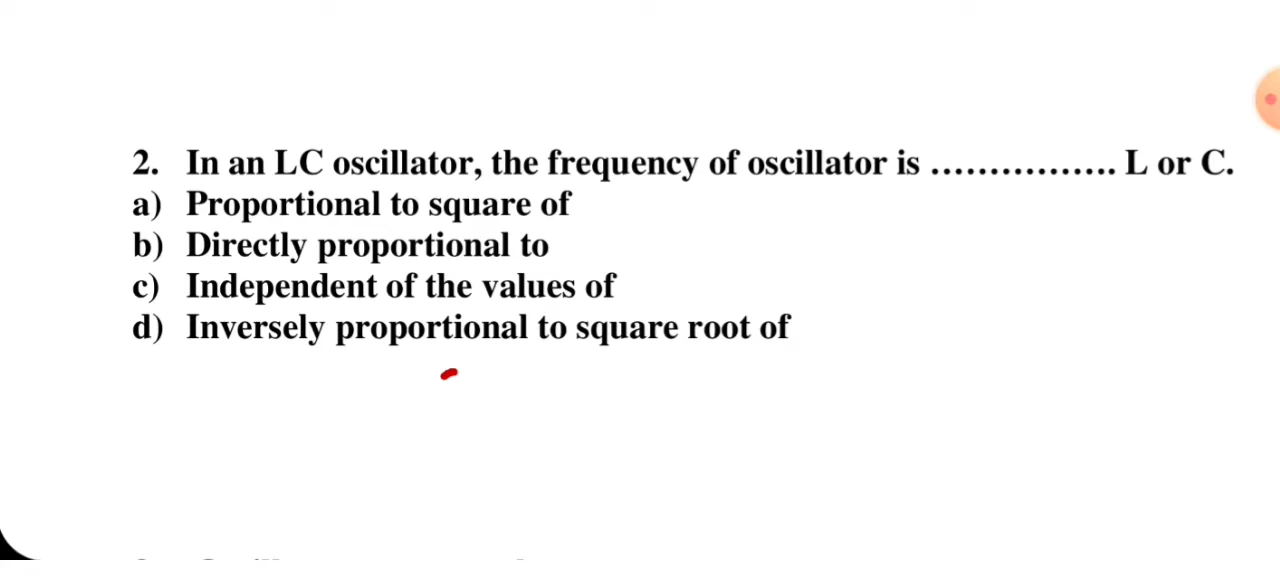 2. In an LC oscillator, the frequency of oscillator is ................ L or C.
a) Proportional to square of
b) Directly proportional to
c) Independent of the values of
d) Inversely proportional to square root of